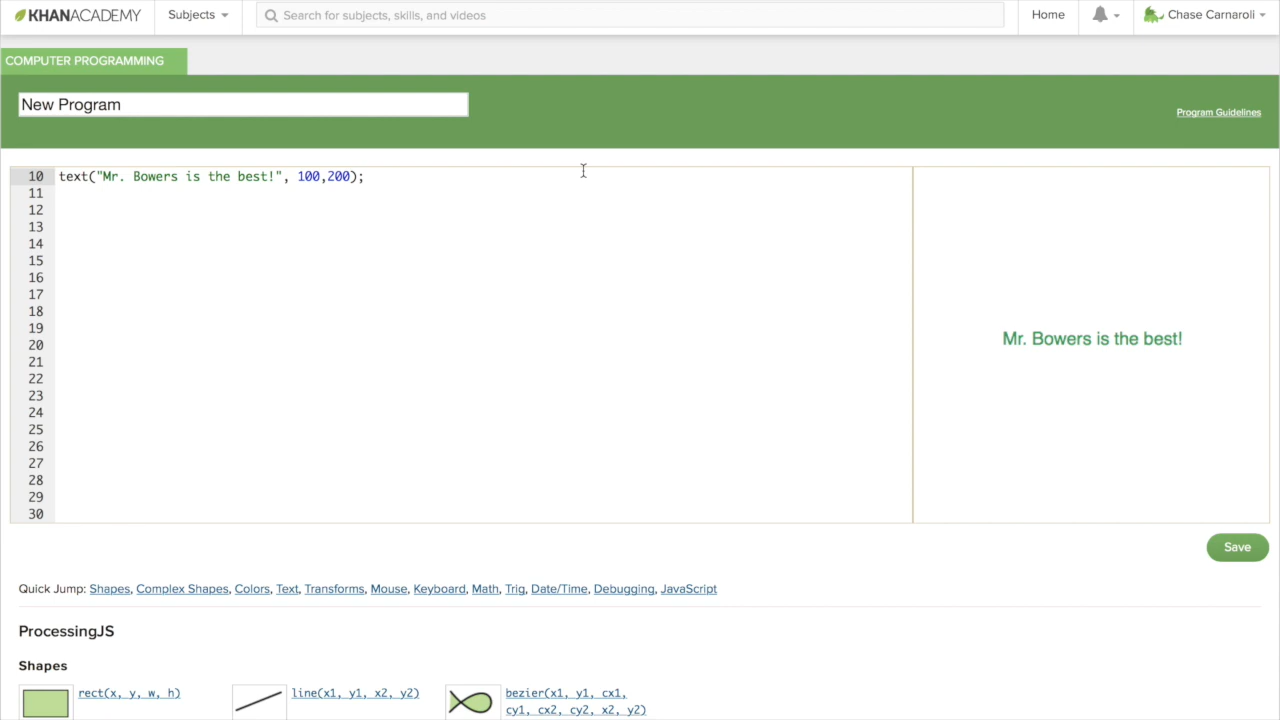 KHANACADEMY
Subjects
Search for subjects, skills, and videos
Home
Chase Carnaroli
COMPUTER PROGRAMMING
New Program
Program Guidelines
10 text("Mr. Bowers is the best!", 100,200);
11
12
13
14
15
16
17
18
19
20
21
22
23
24
25
26
27
28
29
30
Mr. Bowers is the best!
Save
Quick Jump: Shapes, Complex Shapes, Colors, Text, Transforms, Mouse, Keyboard, Math, Trig, Date/Time, Debugging, JavaScript
ProcessingJS
Shapes
rect(x, y, w, h)
line(x1, y1, x2, y2)
bezier(x1, y1, cx1,
cy1, cx2, cy2, x2, y2)